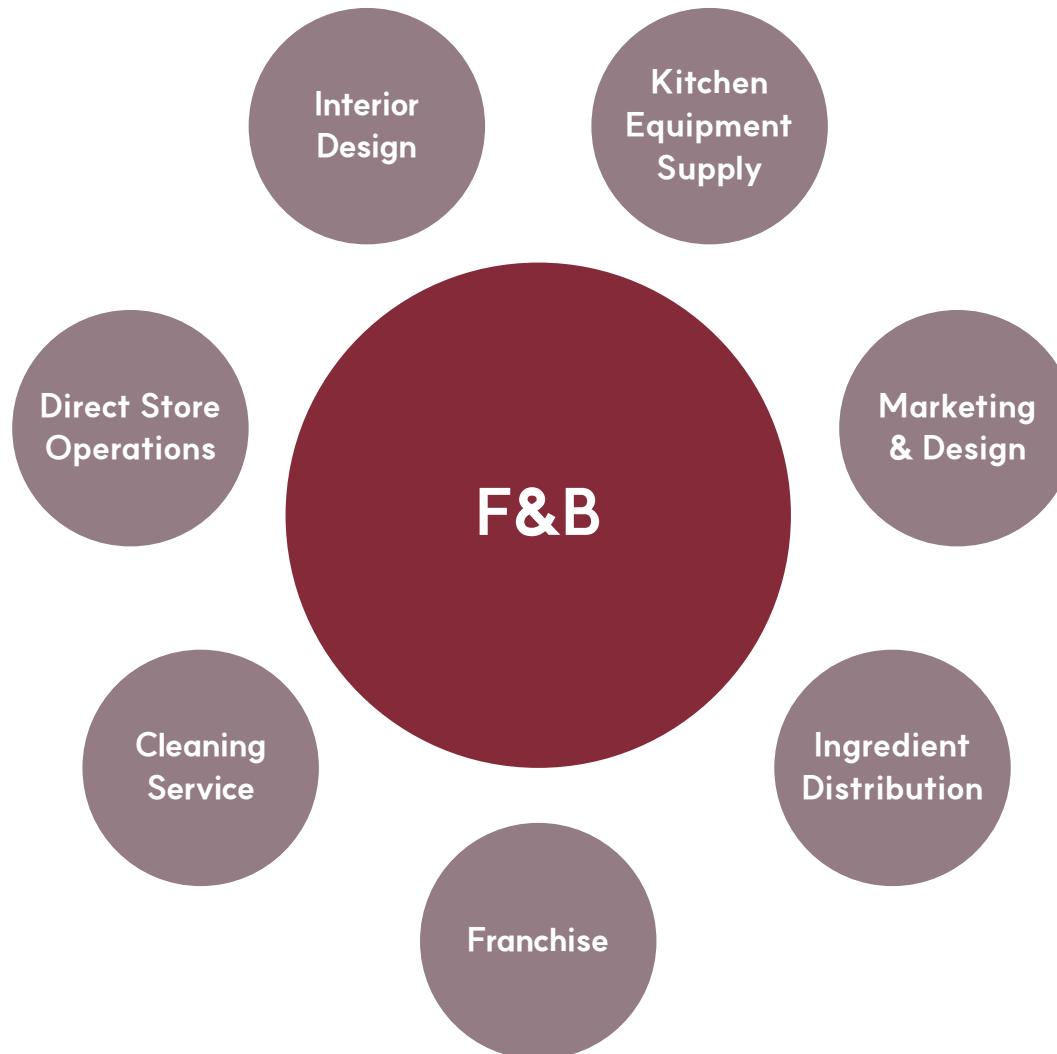 Interior
Design
Kitchen
Equipment
Supply
Direct Store
Operations
Marketing
& Design
F&B
Cleaning
Service
Ingredient
Distribution
Franchise